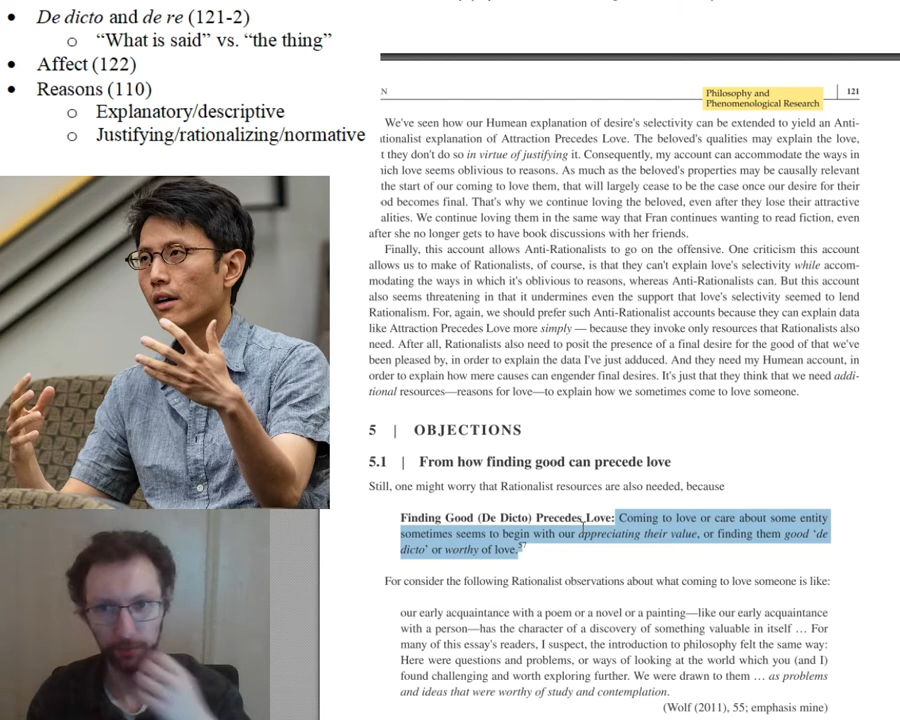 De dicto and de re (121-2)
“What is said” vs. “the thing”
Affect (122)
Reasons (110)
Explanatory/descriptive
Justifying/rationalizing/normative
N
Philosophy and
Phenomenological Research
121
We've seen how our Humean explanation of desire's selectivity can be extended to yield an Anti-
tionalist explanation of Attraction Precedes Love. The beloved's qualities may explain the love,
t they don't do so in virtue of justifying it. Consequently, my account can accommodate the ways in
nich love seems oblivious to reasons. As much as the beloved's properties may be causally relevant
the start of our coming to love them, that will largely cease to be the case once our desire for their
od becomes final. That's why we continue loving the beloved, even after they lose their attractive
alities. We continue loving them in the same way that Fran continues wanting to read fiction, even
after she no longer gets to have book discussions with her friends.
Finally, this account allows Anti-Rationalists to go on the offensive. One criticism this account
allows us to make of Rationalists, of course, is that they can't explain love's selectivity while accom-
modating the ways in which it's oblivious to reasons, whereas Anti-Rationalists can. But this account
also seems threatening in that it undermines even the support that love's selectivity seemed to lend
Rationalism. For, again, we should prefer such Anti-Rationalist accounts because they can explain data
like Attraction Precedes Love more simply — because they invoke only resources that Rationalists also
need. After all, Rationalists also need to posit the presence of a final desire for the good of that we've
been pleased by, in order to explain the data I've just adduced. And they need my Humean account, in
order to explain how mere causes can engender final desires. It's just that they think that we need addi-
tional resources—reasons for love—to explain how we sometimes come to love someone.
5 | OBJECTIONS
5.1 | From how finding good can precede love
Still, one might worry that Rationalist resources are also needed, because
Finding Good (De Dicto) Precedes Love: Coming to love or care about some entity
sometimes seems to begin with our appreciating their value, or finding them good ‘de
dicto’ or worthy of love.57
For consider the following Rationalist observations about what coming to love someone is like:
our early acquaintance with a poem or a novel or a painting—like our early acquaintance
with a person—has the character of a discovery of something valuable in itself … For
many of this essay's readers, I suspect, the introduction to philosophy felt the same way:
Here were questions and problems, or ways of looking at the world which you (and I)
found challenging and worth exploring further. We were drawn to them … as problems
and ideas that were worthy of study and contemplation.
(Wolf (2011), 55; emphasis mine)